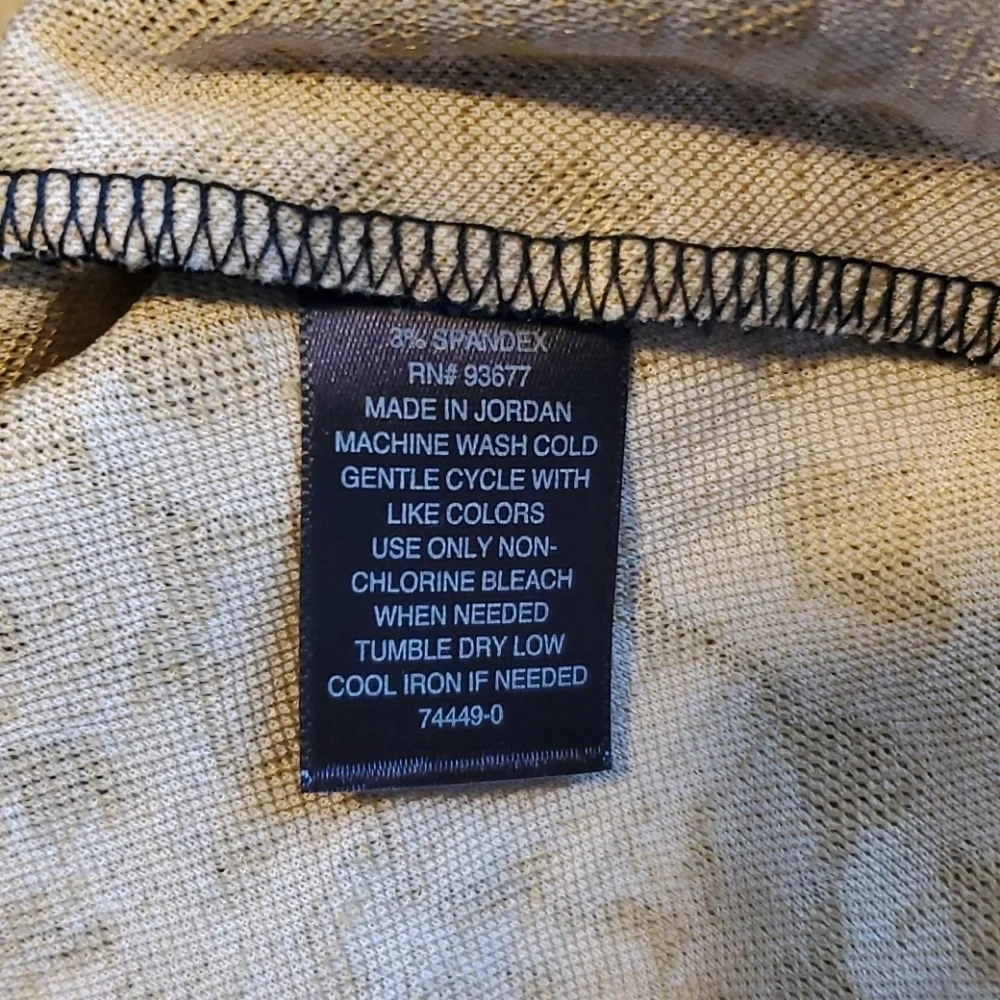 3% SPANDEX
RN# 93677
MADE IN JORDAN
MACHINE WASH COLD
GENTLE CYCLE WITH
LIKE COLORS
USE ONLY NON-
CHLORINE BLEACH
WHEN NEEDED
TUMBLE DRY LOW
COOL IRON IF NEEDED
74449-0